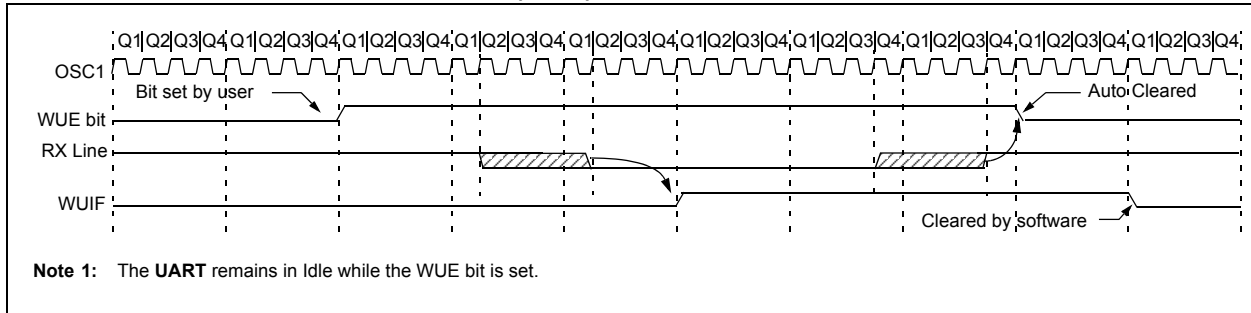 Q1|Q2|Q3|Q4|Q1|Q2|Q3|Q4|Q1|Q2|Q3|Q4|Q1|Q2|Q3|Q4|Q1|Q2|Q3|Q4|Q1|Q2|Q3|Q4|Q1|Q2|Q3|Q4|Q1|Q2|Q3|Q4|Q1|Q2|Q3|Q4|Q1|Q2|Q3|Q4
OSC1
Bit set by user
Auto Cleared
WUE bit
RX Line
WUIF
Cleared by software
Note 1: The UART remains in Idle while the WUE bit is set.